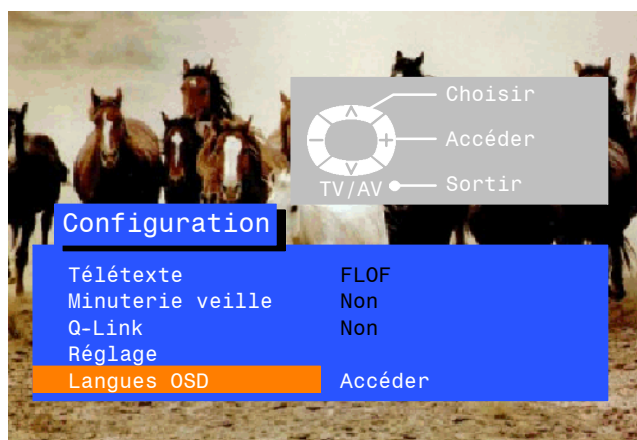 Choisir
Accéder
TV/AV Sortir
Configuration
Télétexte FLOF
Minuterie veille Non
Q-Link Non
Réglage
Langues OSD Accéder